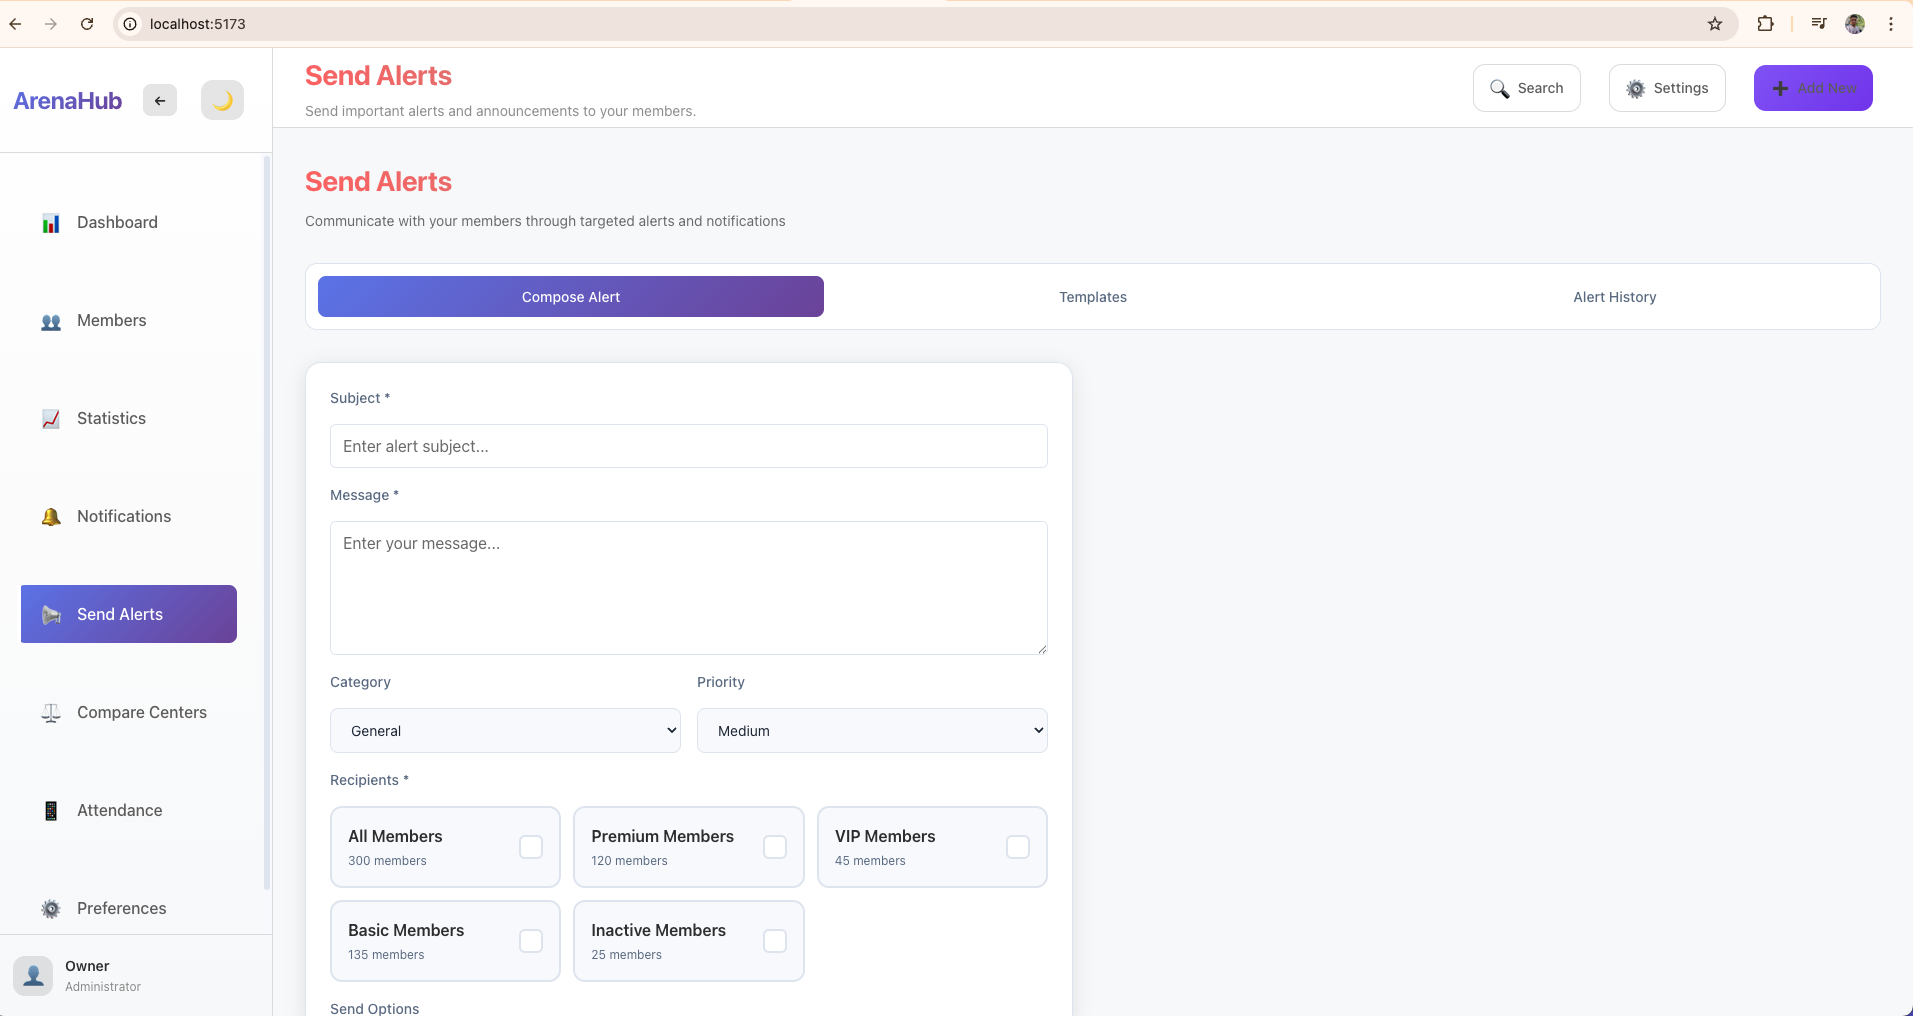 localhost:5173
ArenaHub
Send Alerts
Send important alerts and announcements to your members.
Search
Settings
Add New
Dashboard
Members
Statistics
Notifications
Send Alerts
Compare Centers
Attendance
Preferences
Owner
Administrator
Send Alerts
Communicate with your members through targeted alerts and notifications
Compose Alert
Templates
Alert History
Subject *
Enter alert subject...
Message *
Enter your message...
Category
Priority
General
Medium
Recipients *
All Members
300 members
Premium Members
120 members
VIP Members
45 members
Basic Members
135 members
Inactive Members
25 members
Send Options